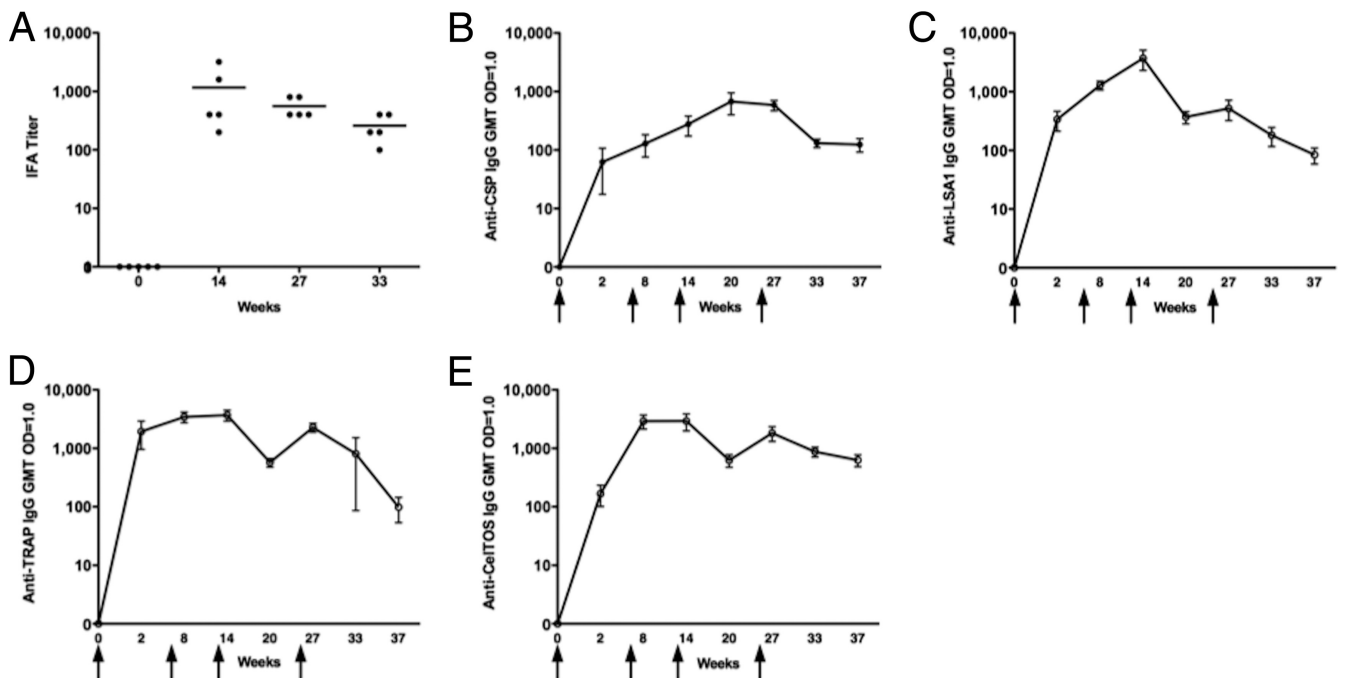 A
IFA Titer
10,000
1,000
100
10
0
0 14 27 33
Weeks
B
Anti-CSP IgG GMT OD=1.0
10,000
1,000
100
10
0
0 2 8 14 20 27 33 37
Weeks
C
Anti-LSA1 IgG GMT OD=1.0
10,000
1,000
100
10
0
0 2 8 14 20 27 33 37
Weeks
D
Anti-TRAP IgG GMT OD=1.0
10,000
1,000
100
10
0
0 2 8 14 20 27 33 37
Weeks
E
Anti-CelTOS IgG GMT OD=1.0
10,000
1,000
100
10
0
0 2 8 14 20 27 33 37
Weeks